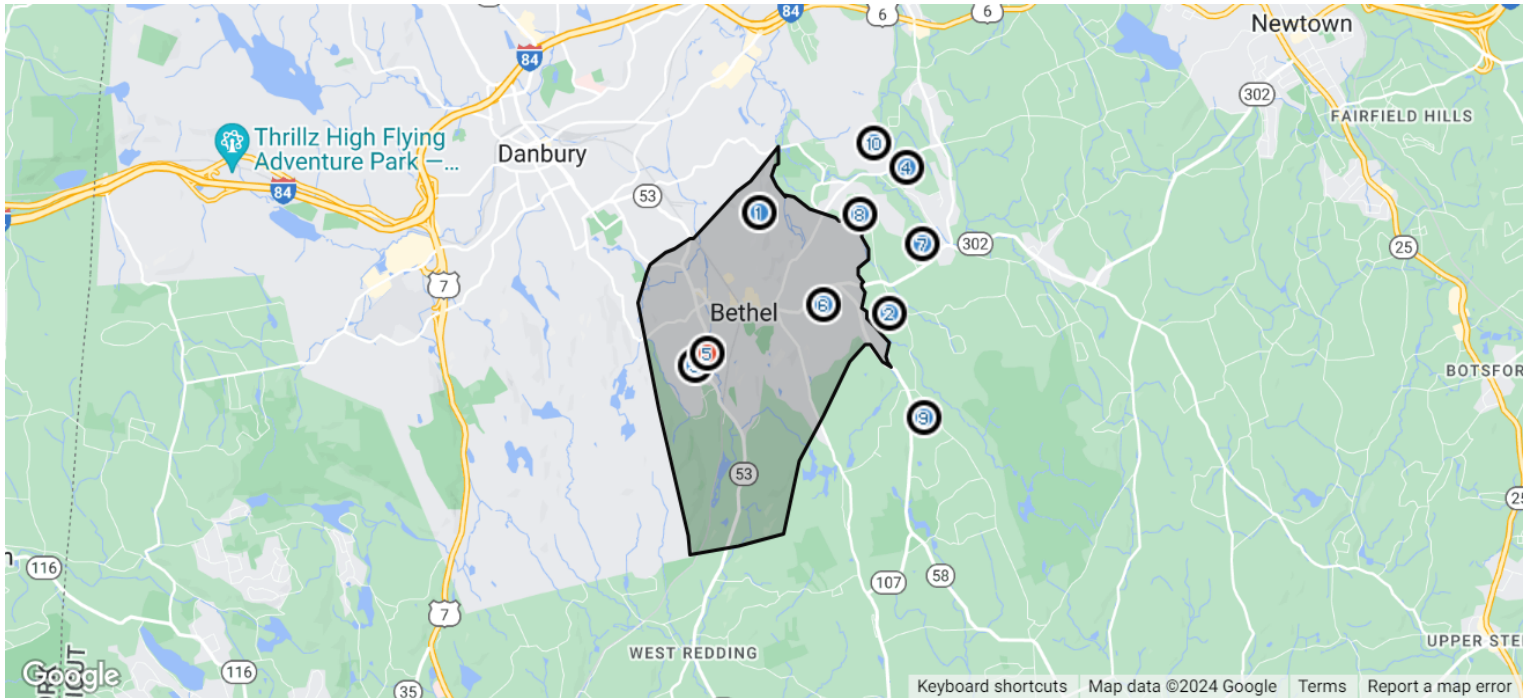 84
6
6
Newtown
84
302
FAIRFIELD HILLS
Thrillz High Flying
Adventure Park —...
Danbury
10
4
84
53
1
8
7
302
25
7
Bethel
6
2
5
BOTSFOR
9
53
25
116
107
58
7
UPPER STE
WEST REDDING
116
35
Google
Keyboard shortcuts
Map data ©2024 Google
Terms
Report a map error